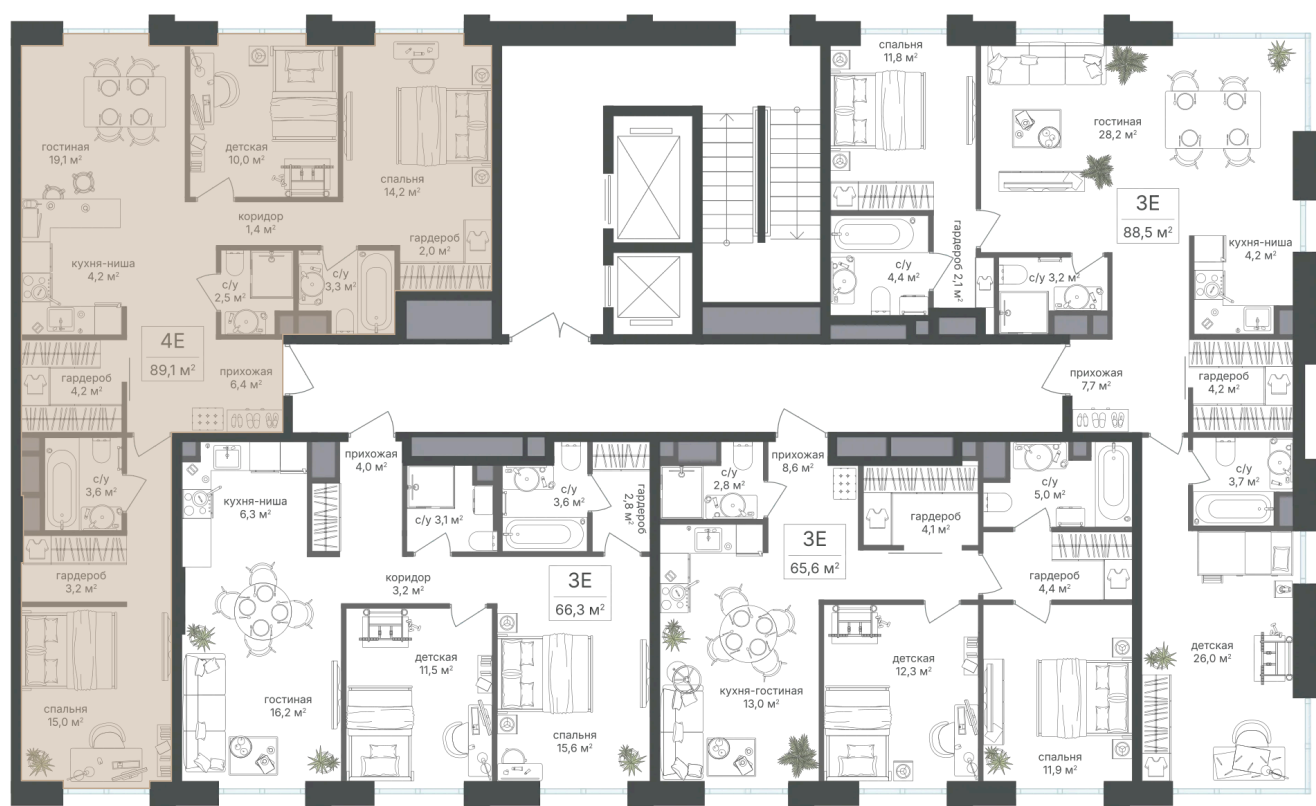 гостиная
19,1 м²
детская
10,0 м²
спальня
14,2 м²
коридор
1,4 м²
гардероб
2,0 м²
кухня-ниша
4,2 м²
с/у
2,5 м²
с/у
3,3 м²
4Е
89,1 м²
прихожая
6,4 м²
гардероб
4,2 м²
с/у
3,6 м²
гардероб
3,2 м²
спальня
15,0 м²
спальня
11,8 м²
гостиная
28,2 м²
3Е
88,5 м²
с/у
4,4 м²
гардероб 2,1 м²
с/у 3,2 м²
кухня-ниша
4,2 м²
прихожая
7,7 м²
гардероб
4,2 м²
с/у
3,7 м²
детская
26,0 м²
кухня-ниша
6,3 м²
прихожая
4,0 м²
с/у 3,1 м²
с/у
3,6 м²
гардероб
2,8 м²
коридор
3,2 м²
3Е
66,3 м²
гостиная
16,2 м²
детская
11,5 м²
спальня
15,6 м²
с/у
2,8 м²
прихожая
8,6 м²
гардероб
4,1 м²
с/у
5,0 м²
3Е
65,6 м²
гардероб
4,4 м²
кухня-гостиная
13,0 м²
детская
12,3 м²
спальня
11,9 м²